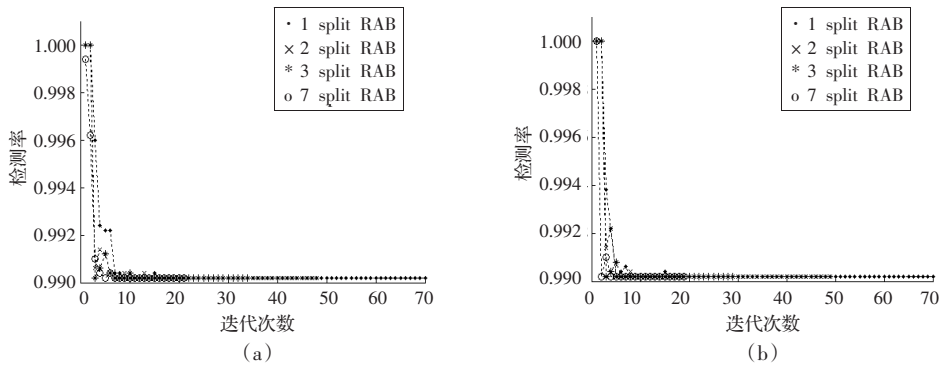 · 1 split RAB
× 2 split RAB
* 3 split RAB
o 7 split RAB
1.000
0.998
0.996
0.994
0.992
0.990
检测率
0 10 20 30 40 50 60 70
迭代次数
(a)
· 1 split RAB
× 2 split RAB
* 3 split RAB
o 7 split RAB
1.000
0.998
0.996
0.994
0.992
0.990
检测率
0 10 20 30 40 50 60 70
迭代次数
(b)